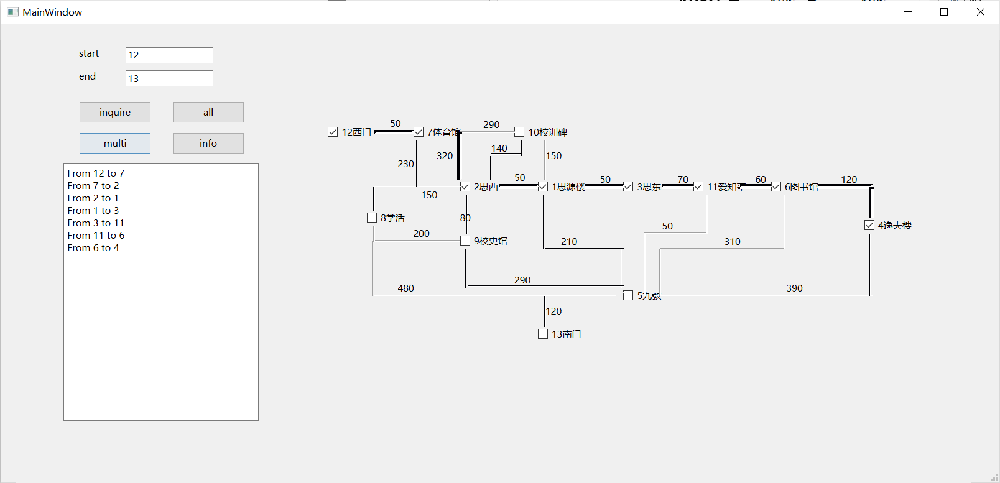 MainWindow
start
12
end
13
inquire
all
multi
info
From 12 to 7
From 7 to 2
From 2 to 1
From 1 to 3
From 3 to 11
From 11 to 6
From 6 to 4
50
290
12西门
7体育馆
10校训碑
320
140
150
230
50
50
70
60
120
2思西
1思源楼
3思东
11爱知亭
6图书馆
150
8学活
80
50
4逸夫楼
200
9校史馆
210
310
290
480
390
5九教
120
13南门